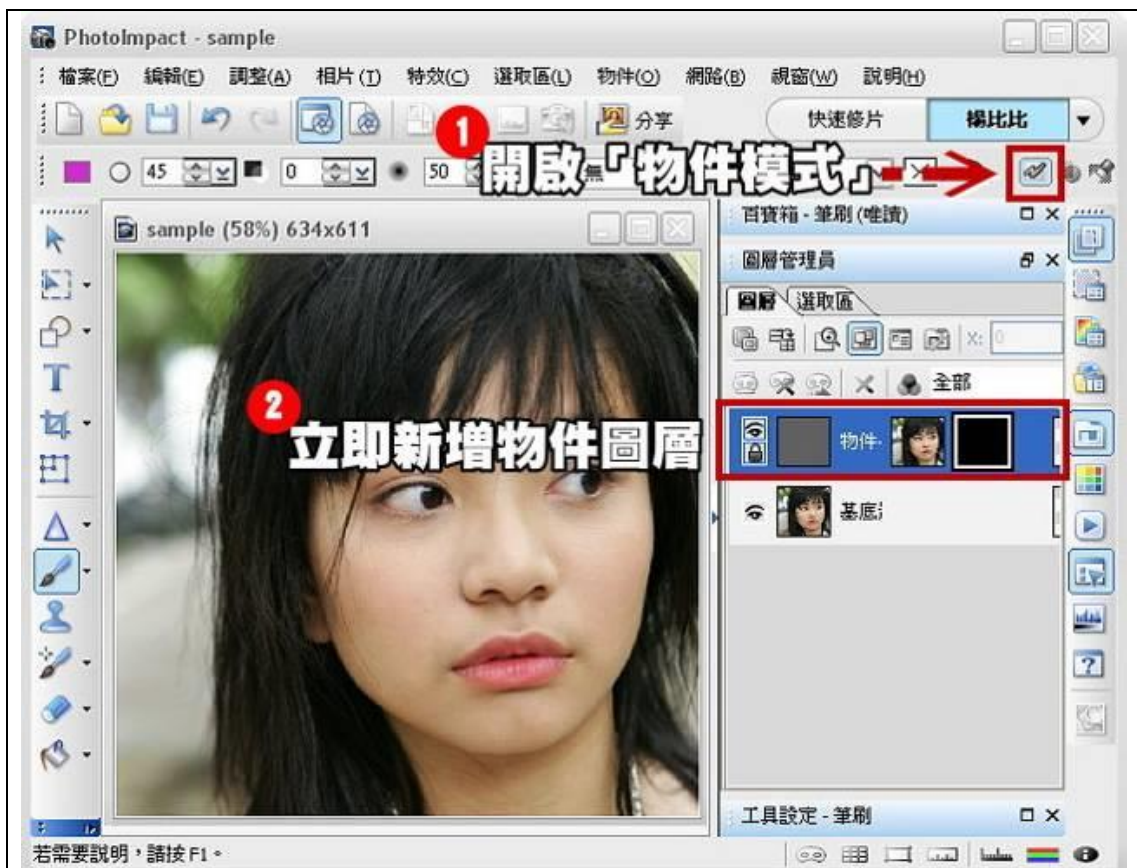 PhotoImpact - sample
檔案(F) 編輯(E) 調整(A) 相片(T) 特效(C) 選取區(L) 物件(O) 網路(B) 視窗(W) 說明(H)
分享 快速修片 楊比比
1
45 0 50 無
開啟「物件模式」
sample (58%) 634x611
百寶箱 - 筆刷 (唯讀)
圖層管理員
圖層 選取區
X: 0
全部
2
立即新增物件圖層
物件-
基底
工具設定 - 筆刷
若需要說明，請按 F1。